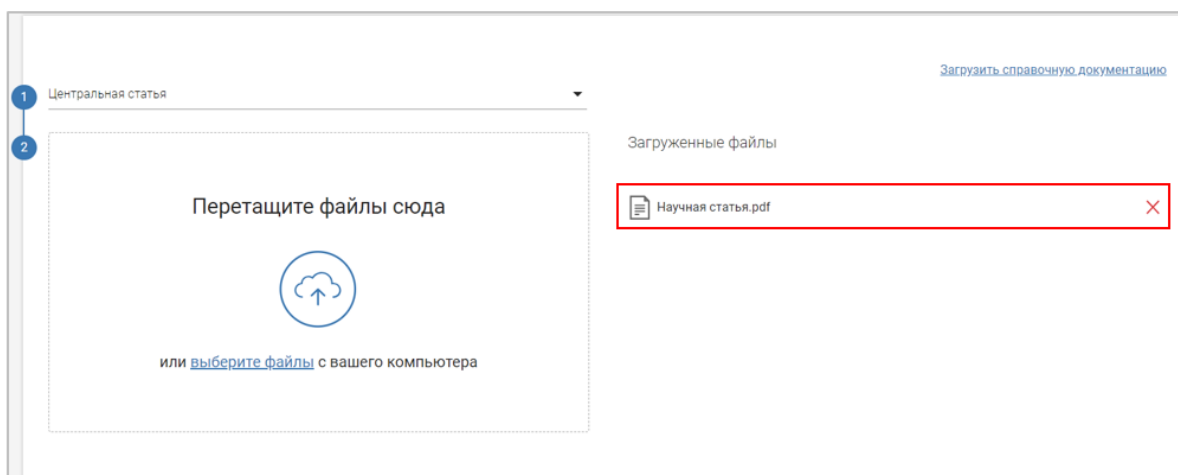 Загрузить справочную документацию
1
Центральная статья
2
Загруженные файлы
Перетащите файлы сюда
Научная статья.pdf
или выберите файлы с вашего компьютера